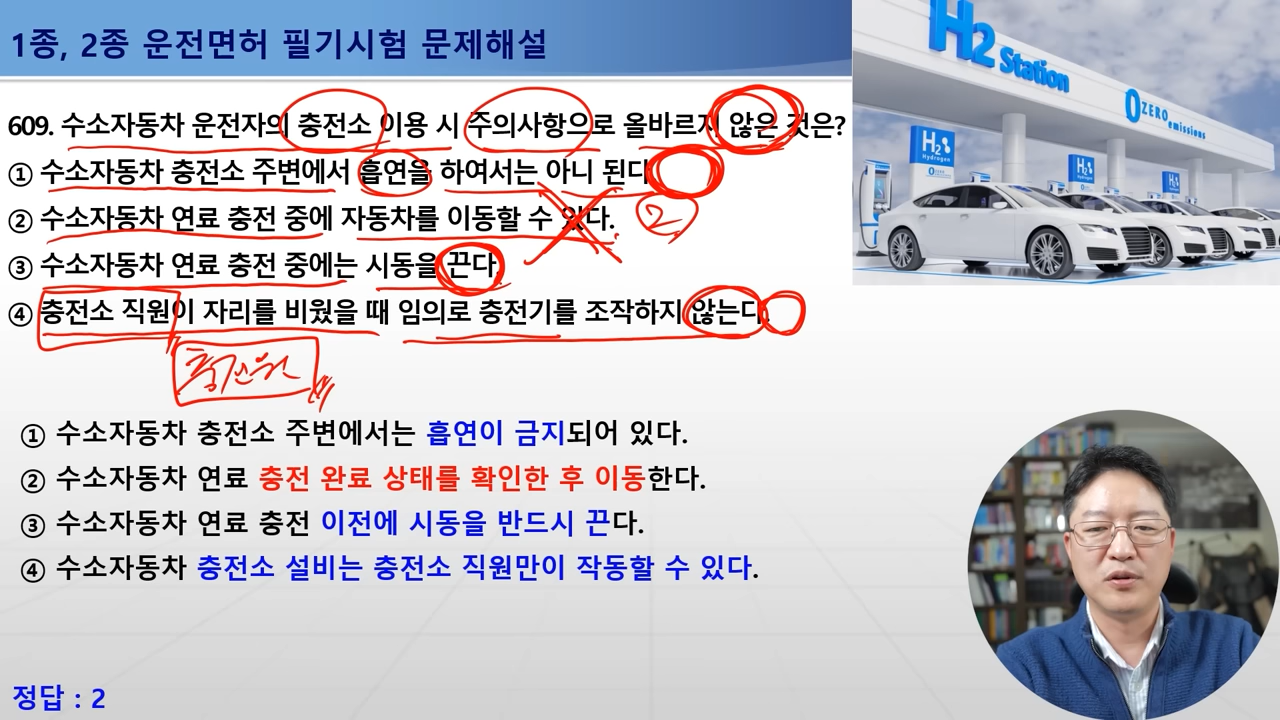 1종, 2종 운전면허 필기시험 문제해설
H2 Station
ZERO emissions
H2 Hydrogen
H2
H2
609. 수소자동차 운전자의 충전소 이용 시 주의사항으로 올바르지 않은 것은?
① 수소자동차 충전소 주변에서 흡연을 하여서는 아니 된다.
② 수소자동차 연료 충전 중에 자동차를 이동할 수 있다.
2
③ 수소자동차 연료 충전 중에는 시동을 끈다.
④ 충전소 직원이 자리를 비웠을 때 임의로 충전기를 조작하지 않는다.
충전원
① 수소자동차 충전소 주변에서는 흡연이 금지되어 있다.
② 수소자동차 연료 충전 완료 상태를 확인한 후 이동한다.
③ 수소자동차 연료 충전 이전에 시동을 반드시 끈다.
④ 수소자동차 충전소 설비는 충전소 직원만이 작동할 수 있다.
정답 : 2